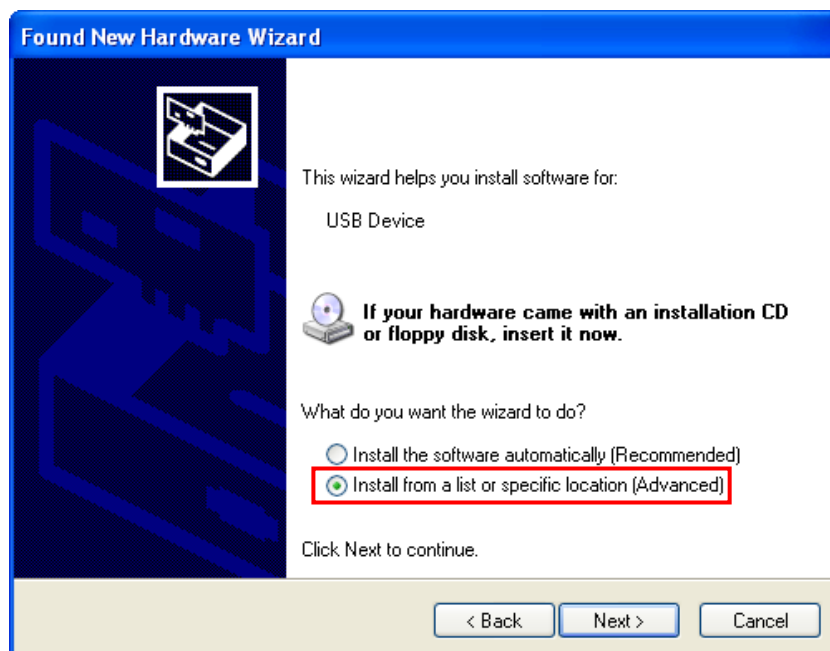 Found New Hardware Wizard
This wizard helps you install software for:
USB Device
If your hardware came with an installation CD
or floppy disk, insert it now.
What do you want the wizard to do?
Install the software automatically (Recommended)
Install from a list or specific location (Advanced)
Click Next to continue.
< Back Next > Cancel